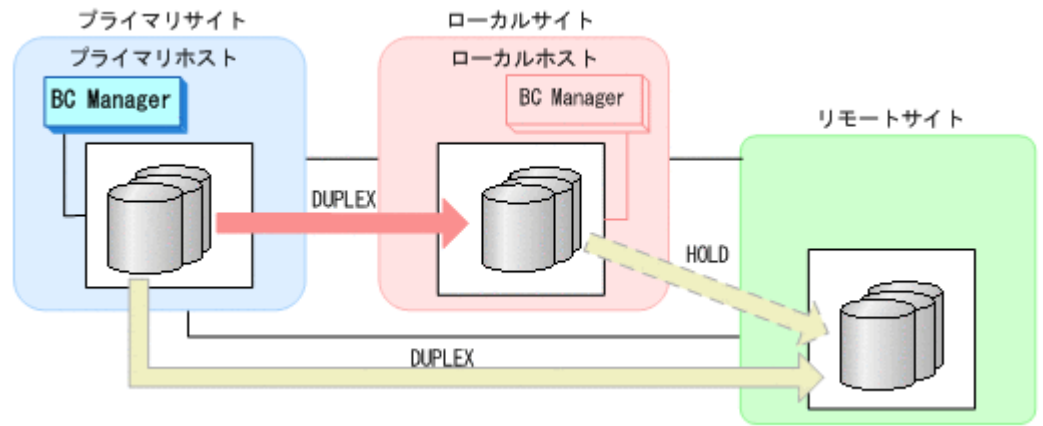 プライマリサイト
ローカルサイト
プライマリホスト
ローカルホスト
BC Manager
BC Manager
リモートサイト
DUPLEX
HOLD
DUPLEX